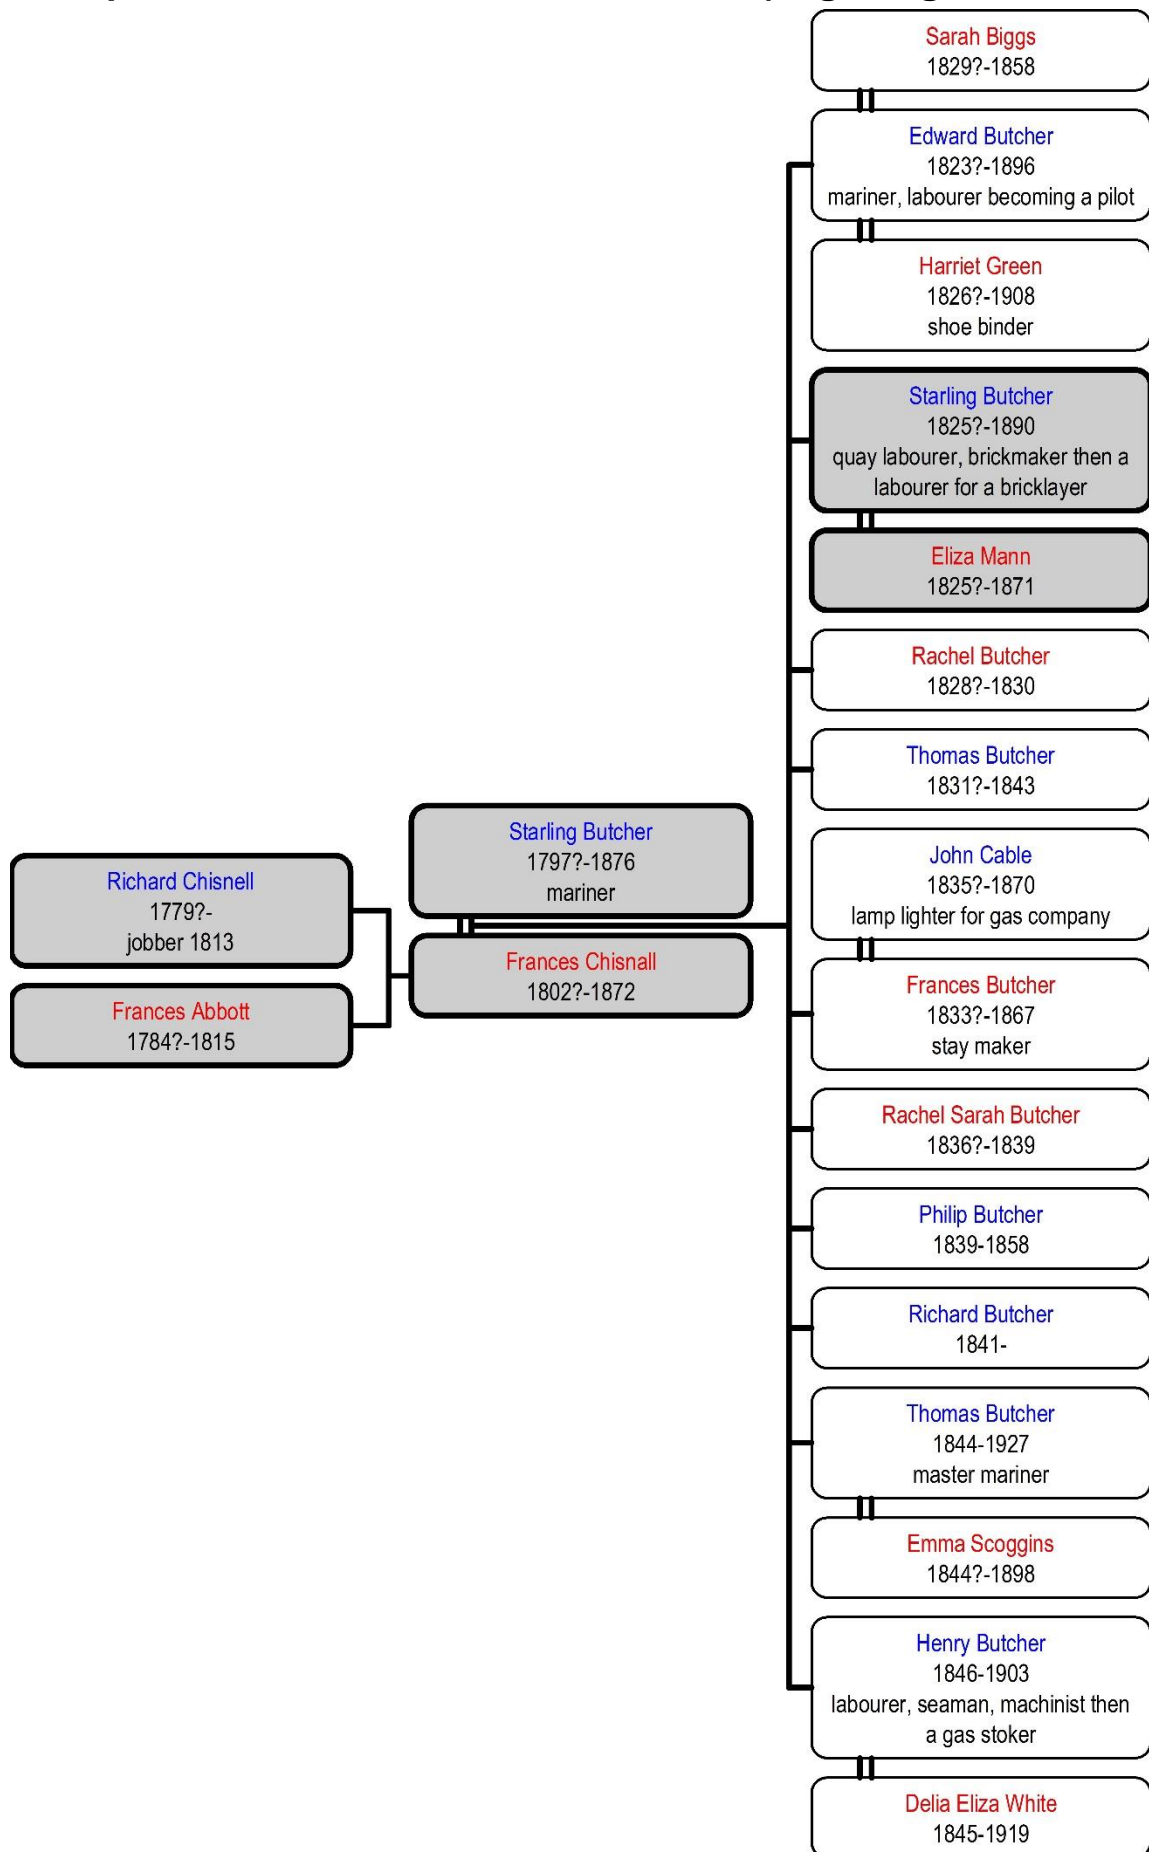 Sarah Biggs
1829?-1858
Edward Butcher
1823?-1896
mariner, labourer becoming a pilot
Harriet Green
1826?-1908
shoe binder
Starling Butcher
1825?-1890
quay labourer, brickmaker then a
labourer for a bricklayer
Eliza Mann
1825?-1871
Rachel Butcher
1828?-1830
Thomas Butcher
1831?-1843
Richard Chisnell
1779?-
jobber 1813
Frances Abbott
1784?-1815
Starling Butcher
1797?-1876
mariner
Frances Chisnall
1802?-1872
John Cable
1835?-1870
lamp lighter for gas company
Frances Butcher
1833?-1867
stay maker
Rachel Sarah Butcher
1836?-1839
Philip Butcher
1839-1858
Richard Butcher
1841-
Thomas Butcher
1844-1927
master mariner
Emma Scoggins
1844?-1898
Henry Butcher
1846-1903
labourer, seaman, machinist then
a gas stoker
Delia Eliza White
1845-1919